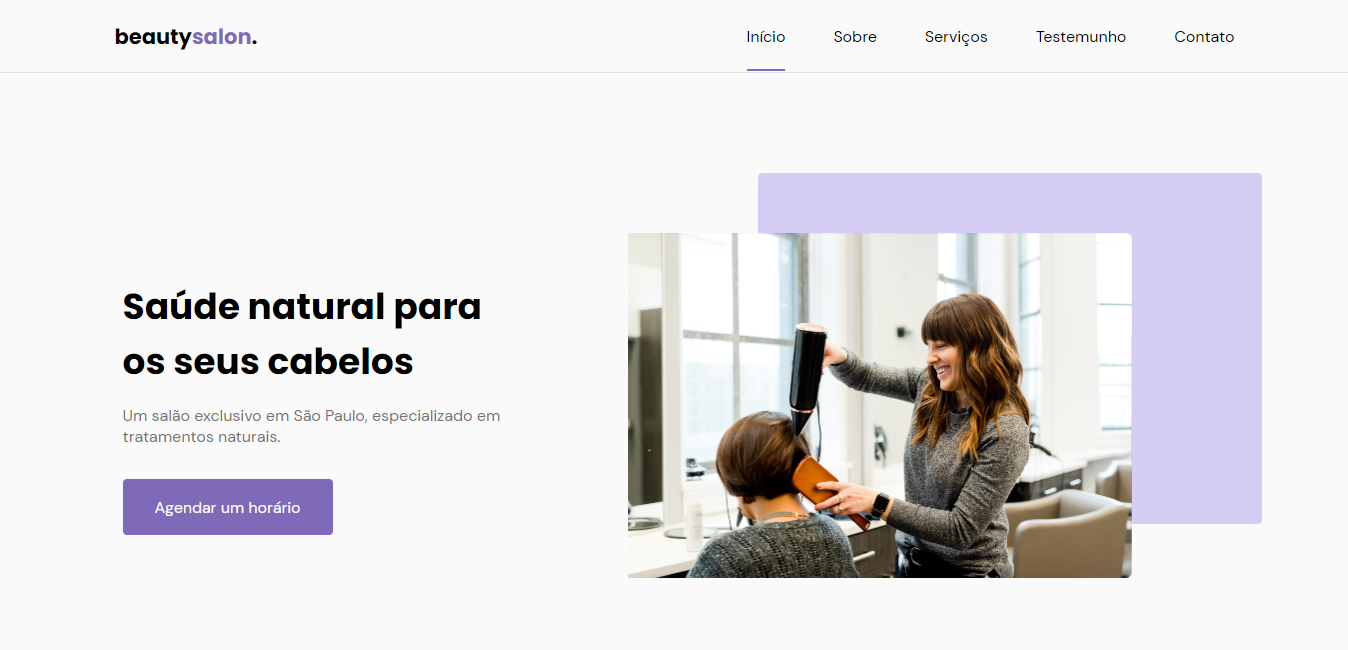 beautysalon.
Início Sobre Serviços Testemunho Contato
Saúde natural para
os seus cabelos
Um salão exclusivo em São Paulo, especializado em
tratamentos naturais.
Agendar um horário